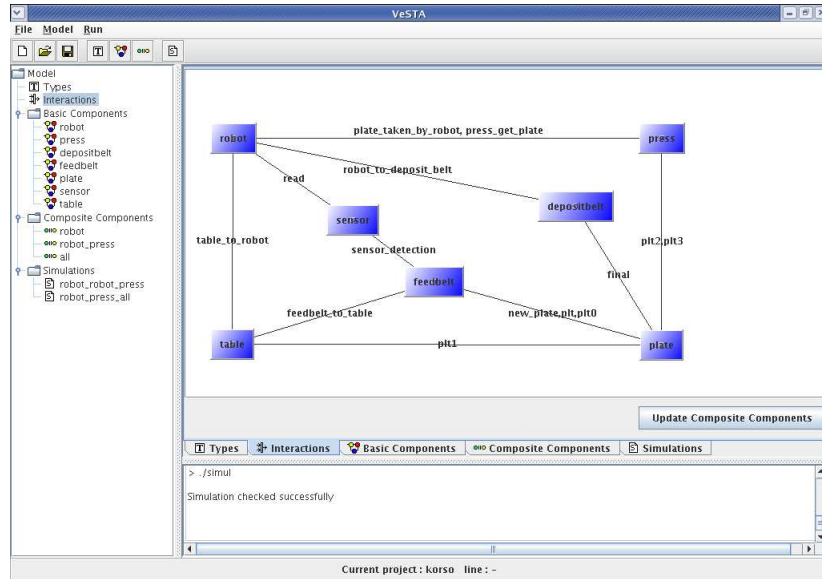 VeSTA
File Model Run
Model
Types
Interactions
Basic Components
robot
press
depositbelt
feedbelt
plate
sensor
table
Composite Components
robot
robot_press
all
Simulations
robot_robot_press
robot_press_all
robot
plate_taken_by_robot, press_get_plate
press
robot_to_deposit_belt
read
depositbelt
sensor
table_to_robot
plt2,plt3
sensor_detection
final
feedbelt
feedbelt_to_table
new_plate,plt,plt0
table
plt1
plate
Update Composite Components
Types Interactions Basic Components Composite Components Simulations
> ./simul
Simulation checked successfully
Current project : korso line : -